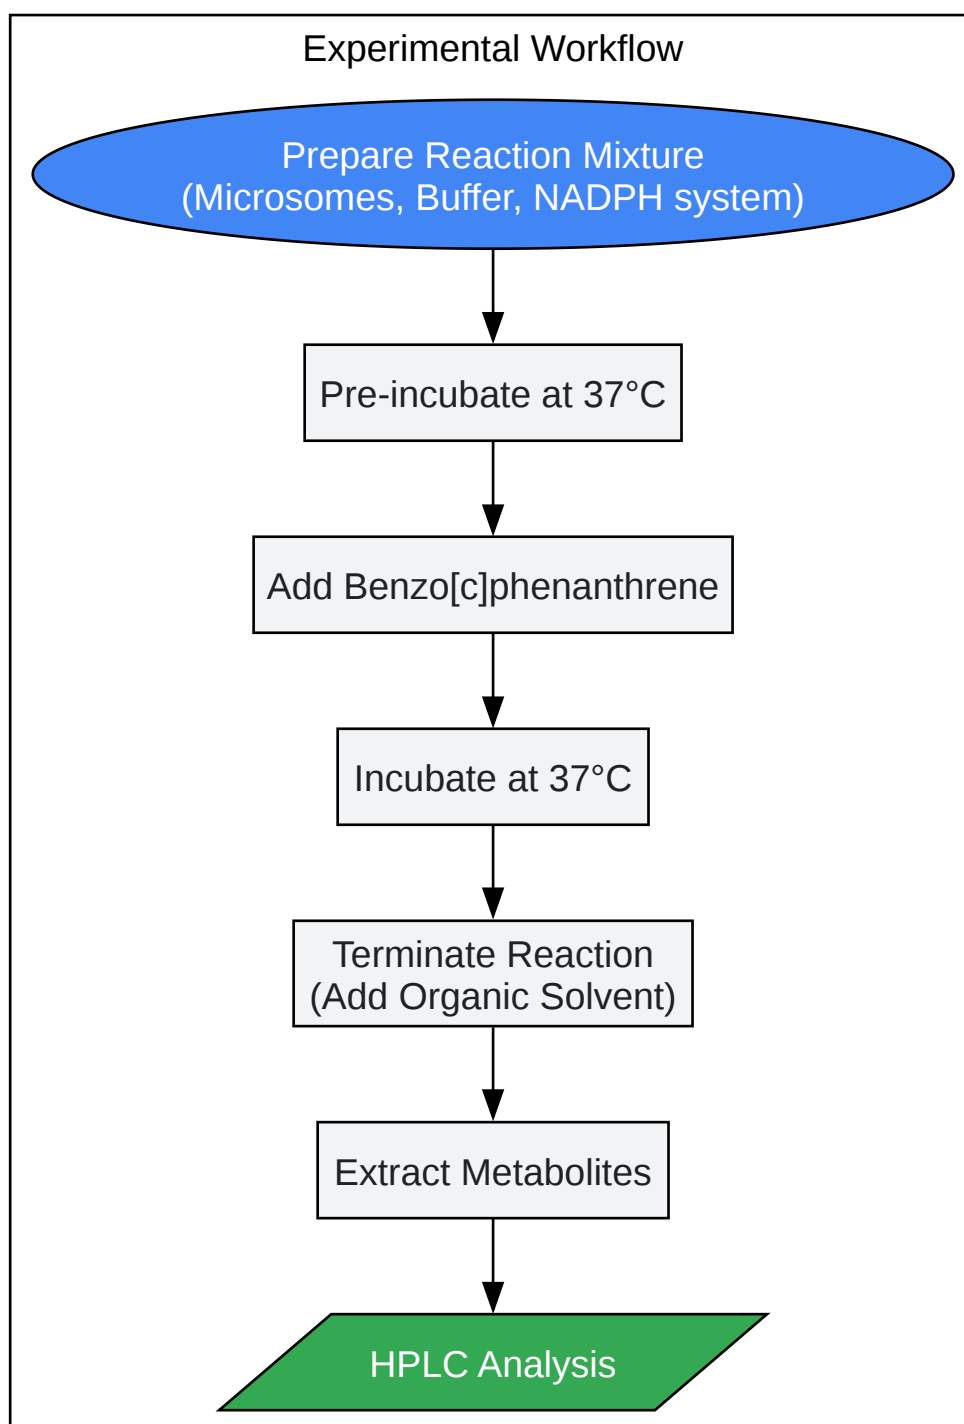 Experimental Workflow
Prepare Reaction Mixture
(Microsomes, Buffer, NADPH system)
Pre-incubate at 37°C
Add Benzo[c]phenanthrene
Incubate at 37°C
Terminate Reaction
(Add Organic Solvent)
Extract Metabolites
HPLC Analysis